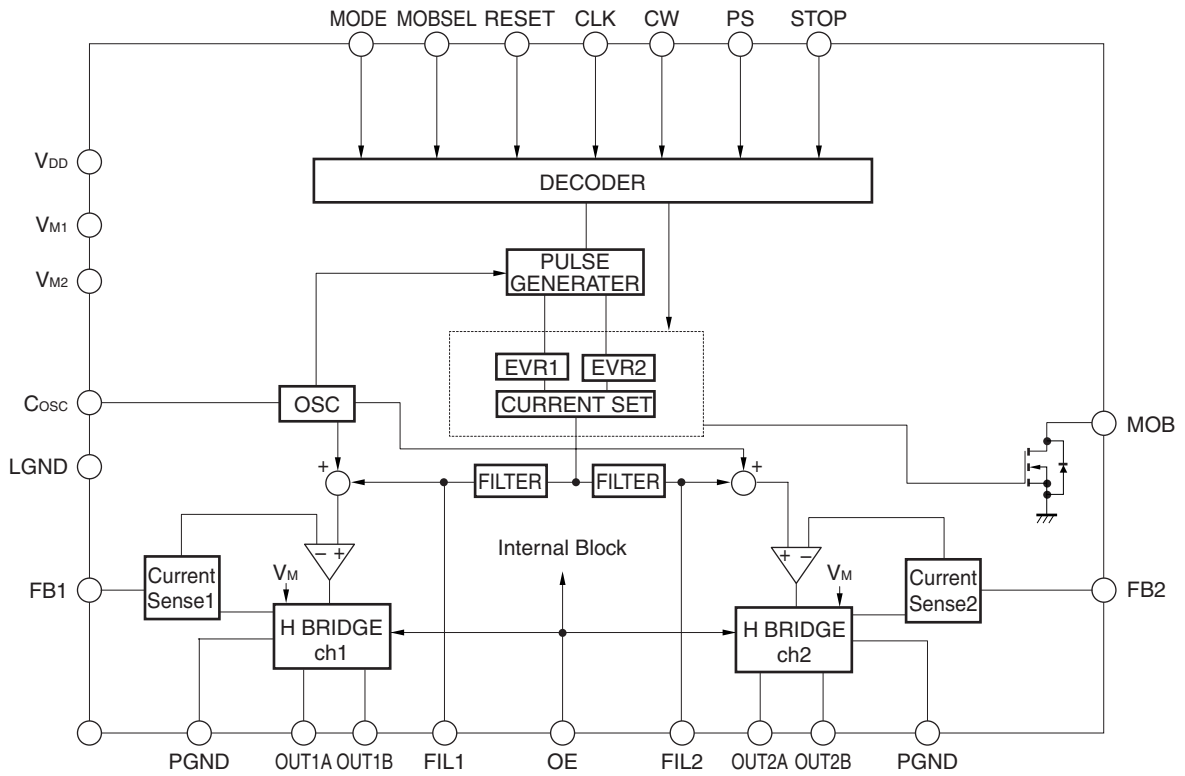 MODE MOBSEL RESET CLK CW PS STOP
VDD
DECODER
VM1
VM2
PULSE
GENERATER
EVR1 EVR2
COSC
OSC
CURRENT SET
MOB
LGND
+
+
FILTER FILTER
Internal Block
− +
+ −
FB1
Current
Sense1
VM
VM
Current
Sense2
FB2
H BRIDGE
ch1
H BRIDGE
ch2
PGND OUT1A OUT1B FIL1 OE FIL2 OUT2A OUT2B PGND